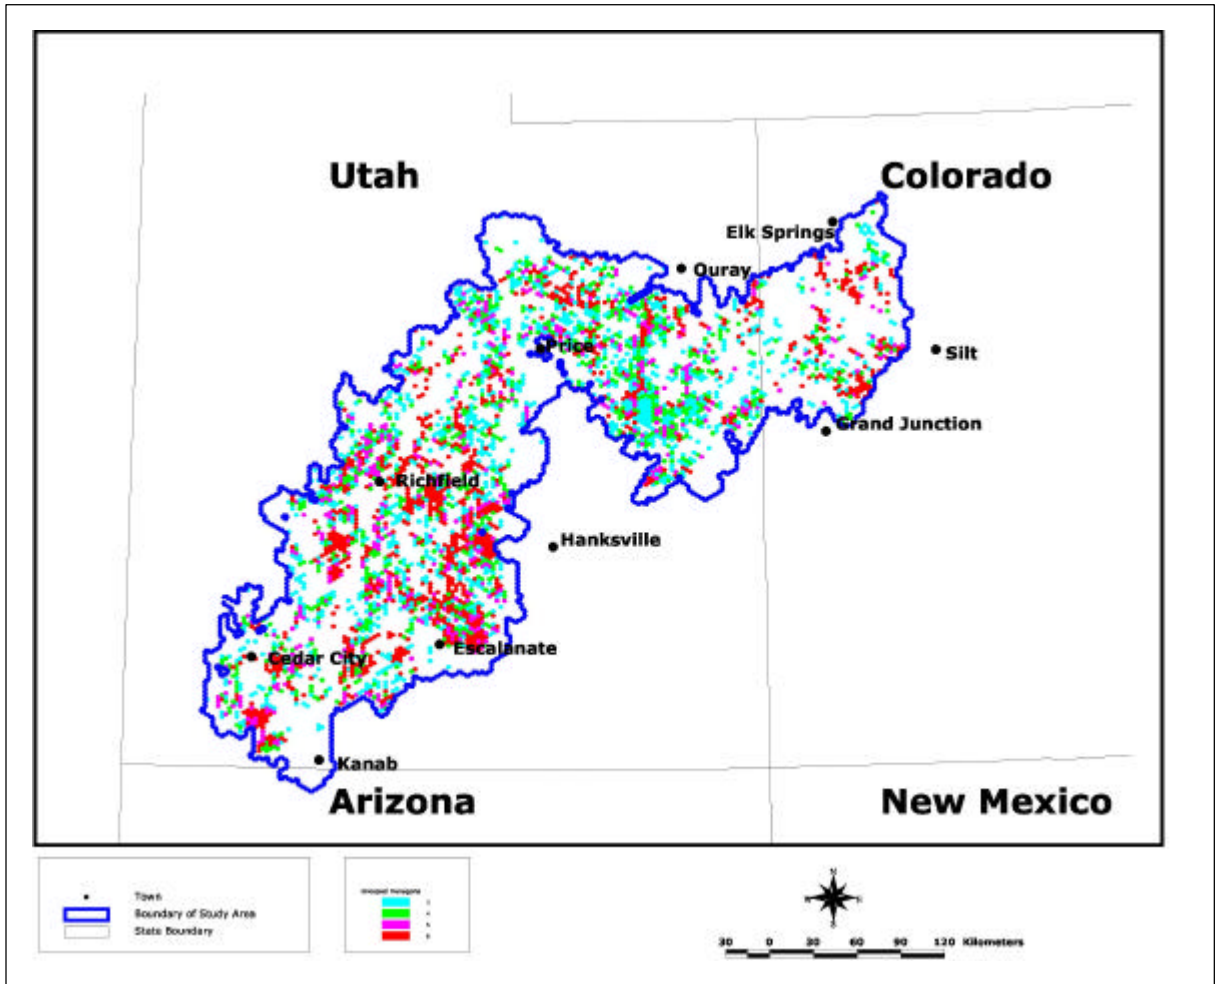 Utah
Colorado
Elk Springs
Ouray
Price
Silt
Grand Junction
Richfield
Hanksville
Escalanate
Cedar City
Kanab
Arizona
New Mexico
Town
Boundary of Study Area
State Boundary
N
W
E
S
30 0 30 60 90 120 Kilometers